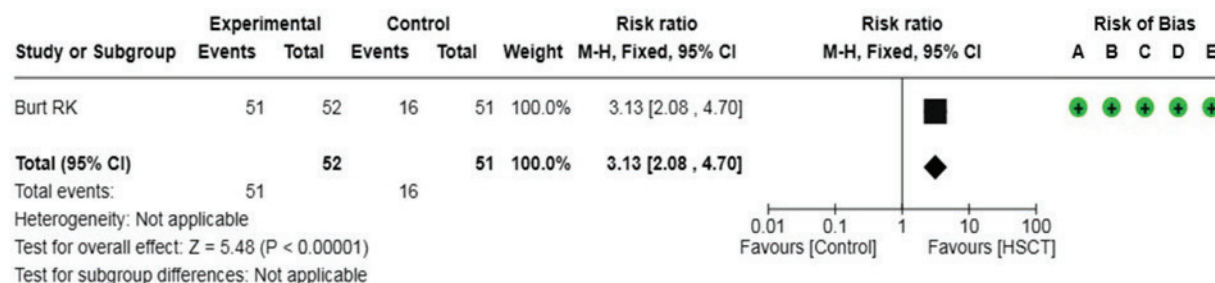 Experimental Control Risk ratio Risk ratio Risk of Bias
Study or Subgroup Events Total Events Total Weight M-H, Fixed, 95% CI M-H, Fixed, 95% CI A B C D E
Burt RK 51 52 16 51 100.0% 3.13 [2.08 , 4.70] + + + + +
Total (95% CI) 52 51 100.0% 3.13 [2.08 , 4.70]
Total events: 51 16
Heterogeneity: Not applicable
0.01 0.1 1 10 100
Test for overall effect: Z = 5.48 (P < 0.00001) Favours [Control] Favours [HSCT]
Test for subgroup differences: Not applicable